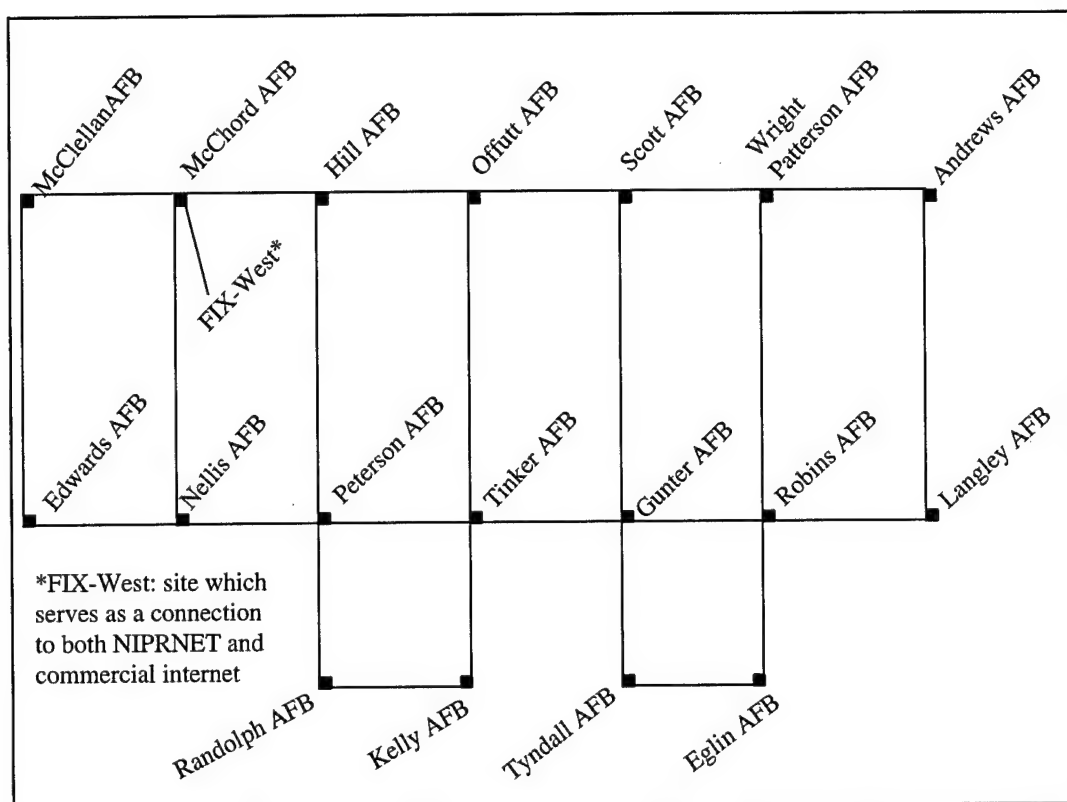 McClellanAFB
McChord AFB
Hill AFB
Offutt AFB
Scott AFB
Wright
Patterson AFB
Andrews AFB
FIX-West*
Edwards AFB
Nellis AFB
Peterson AFB
Tinker AFB
Gunter AFB
Robins AFB
Langley AFB
*FIX-West: site which
serves as a connection
to both NIPRNET and
commercial internet
Randolph AFB
Kelly AFB
Tyndall AFB
Eglin AFB